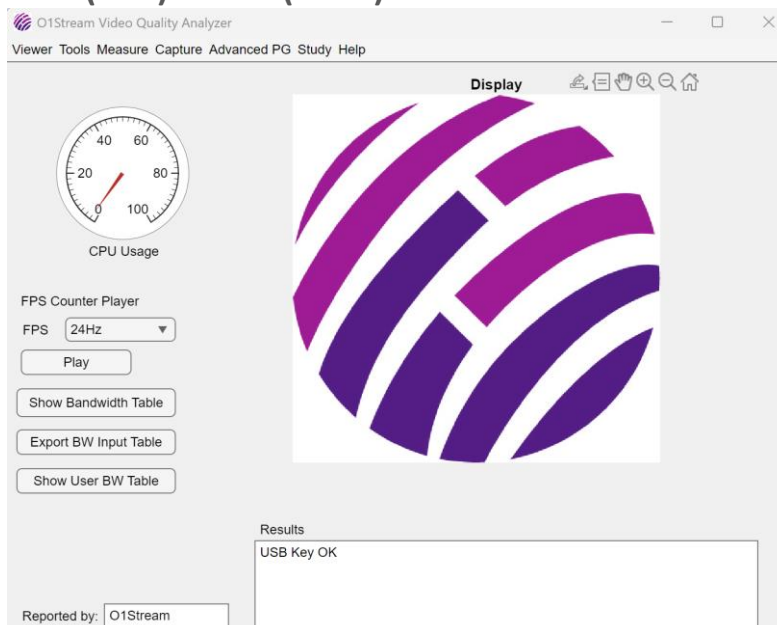 O1Stream Video Quality Analyzer
Viewer Tools Measure Capture Advanced PG Study Help
Display
40 60
20 80
0 100
CPU Usage
FPS Counter Player
FPS 24Hz
Play
Show Bandwidth Table
Export BW Input Table
Show User BW Table
Results
USB Key OK
Reported by: O1Stream